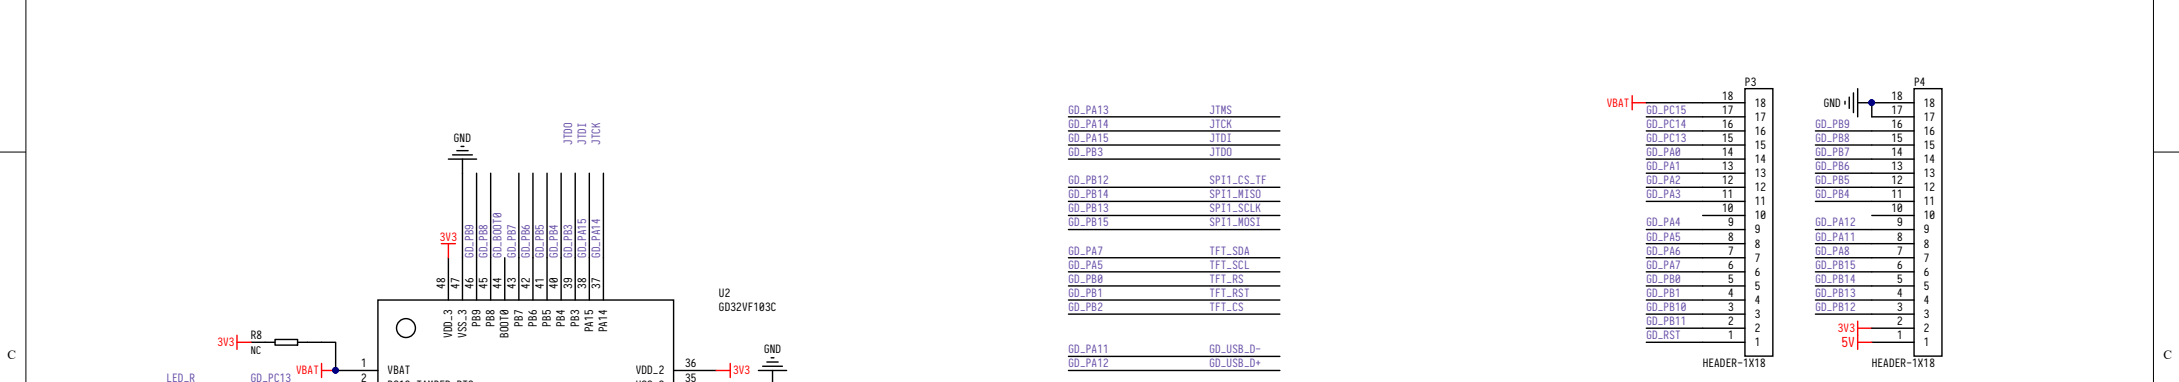 P3
P4
VBAT 18 18
GND 18 18
GD_PC15 17 17
17 17
GD_PC14 16 16
GD_PB9 16 16
GD_PC13 15 15
GD_PB8 15 15
GD_PA0 14 14
GD_PB7 14 14
GD_PA1 13 13
GD_PB6 13 13
GD_PA2 12 12
GD_PB5 12 12
GD_PA3 11 11
GD_PB4 11 11
10 10
10 10
GD_PA4 9 9
GD_PA12 9 9
GD_PA5 8 8
GD_PA11 8 8
GD_PA6 7 7
GD_PA8 7 7
GD_PA7 6 6
GD_PB15 6 6
GD_PB0 5 5
GD_PB14 5 5
GD_PB1 4 4
GD_PB13 4 4
GD_PB10 3 3
GD_PB12 3 3
GD_PB11 2 2
3V3 2 2
GD_RST 1 1
5V 1 1
HEADER-1X18
HEADER-1X18
GD_PA13 JTMS
GD_PA14 JTCK
GD_PA15 JTDI
GD_PB3 JTDO
GD_PB12 SPI1_CS_TF
GD_PB14 SPI1_MISO
GD_PB13 SPI1_SCLK
GD_PB15 SPI1_MOSI
GD_PA7 TFT_SDA
GD_PA5 TFT_SCL
GD_PB0 TFT_RS
GD_PB1 TFT_RST
GD_PB2 TFT_CS
GD_PA11 GD_USB_D-
GD_PA12 GD_USB_D+
GND
JTDO
JTDI
JTCK
3V3
GD_PB9
GD_PB8
GD_BOOT0
GD_PB7
GD_PB6
GD_PB5
GD_PB4
GD_PB3
GD_PA15
GD_PA14
48
47
46
45
44
43
42
41
40
39
38
37
VDD_3
VSS_3
PB9
PB8
BOOT0
PB7
PB6
PB5
PB4
PB3
PA15
PA14
U2
GD32VF103C
3V3 R8
NC
VBAT 1 VBAT
LED_R GD_PC13 2
VDD_2 36 3V3
35
GND
C
C